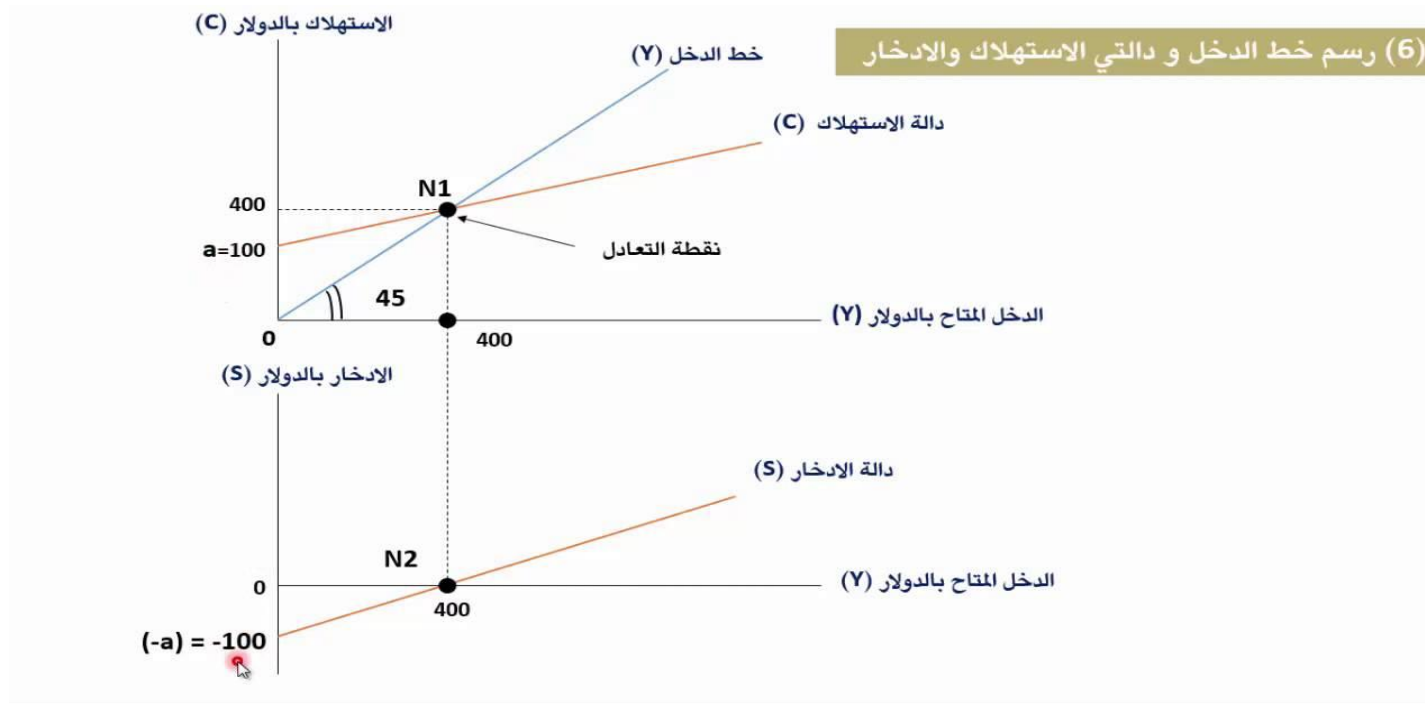 (6) رسم خط الدخل و دالتي الاستهلاك والادخار
الاستهلاك بالدولار (C)
خط الدخل (Y)
دالة الاستهلاك (C)
N1
400
a=100
نقطة التعادل
45
الدخل المتاح بالدولار (Y)
0
400
الادخار بالدولار (S)
دالة الادخار (S)
N2
0
الدخل المتاح بالدولار (Y)
400
(-a) = -100